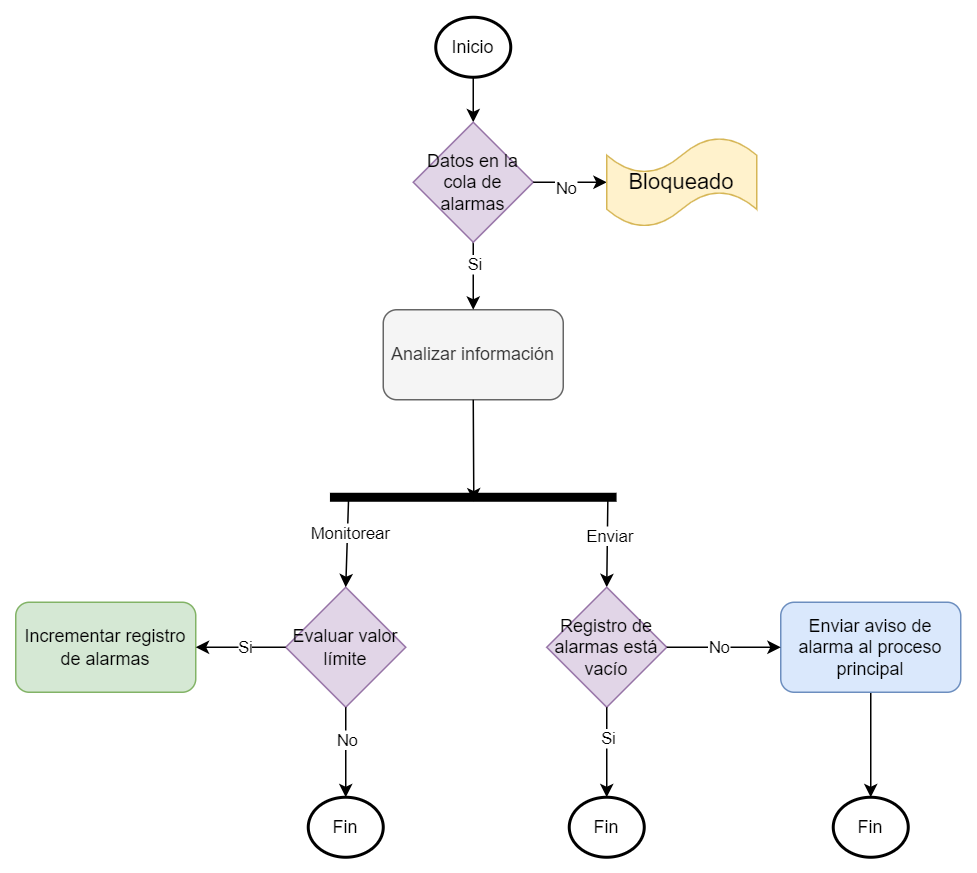 Inicio
Datos en la
cola de
alarmas
No
Bloqueado
Si
Analizar información
Monitorear
Enviar
Incrementar registro
de alarmas
Si
Evaluar valor
límite
Registro de
alarmas está
vacío
No
Enviar aviso de
alarma al proceso
principal
No
Si
Fin
Fin
Fin